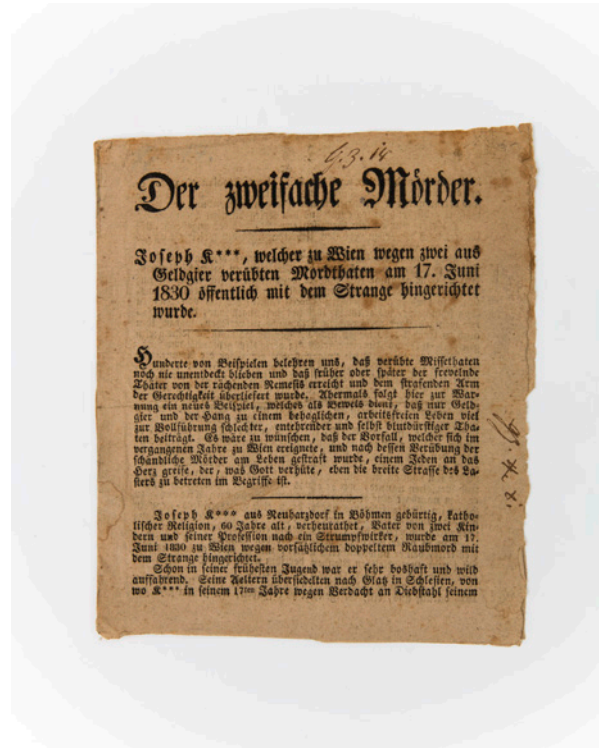 G. 3. 14
Der zweifache Mörder.
Joseph K***, welcher zu Wien wegen zwei aus
Geldgier verübten Mordthaten am 17. Juni
1830 öffentlich mit dem Strange hingerichtet
wurde.
Hunderte von Beispielen belehren uns, daß verübte Missethaten
noch nie unentdeckt blieben und daß früher oder später der frevelnde
Thäter von der rächenden Nemesis erreicht und dem strafenden Arm
der Gerechtigkeit überliefert wurde. Abermals folgt hier zur War-
nung ein neues Beispiel, welches als Beweis dient, daß nur Geld-
gier und der Hang zu einem behaglichen, arbeitsfreien Leben viel
zur Vollführung schlechter, entehrender und selbst blutdürstiger Tha-
ten beiträgt. Es wäre zu wünschen, daß der Vorfall, welcher sich im
vergangenen Jahre zu Wien ereignete, und nach dessen Verübung der
schändliche Mörder am Leben gestraft wurde, einem Jeden an das
Herz greife, der, was Gott verhüte, eben die breite Strasse des La-
sters zu betreten im Begriffe ist.
Joseph K*** aus Neuharzdorf in Böhmen gebürtig, katho-
lischer Religion, 60 Jahre alt, verheurathet, Vater von zwei Kin-
dern und seiner Profession nach ein Strumpfwirker, wurde am 17.
Juni 1830 zu Wien wegen vorsätzlichem doppeltem Raubmord mit
dem Strange hingerichtet.
Schon in seiner frühesten Jugend war er sehr boshaft und wild
auffahrend. Seine Aeltern übersiedelten nach Glatz in Schlesien, von
wo K*** in seinem 17ten Jahre wegen Verdacht an Diebstahl seinem